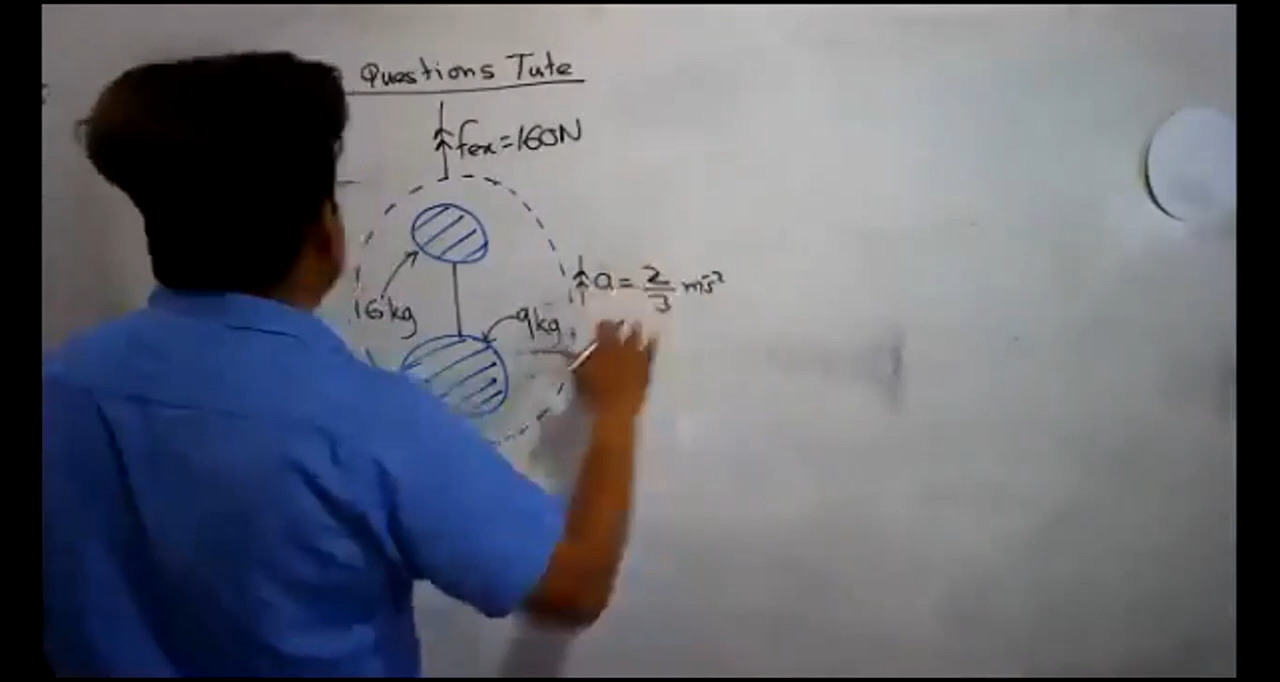 Questions Tute
fex=160N
a=2/3 ms⁻²
16kg
9kg